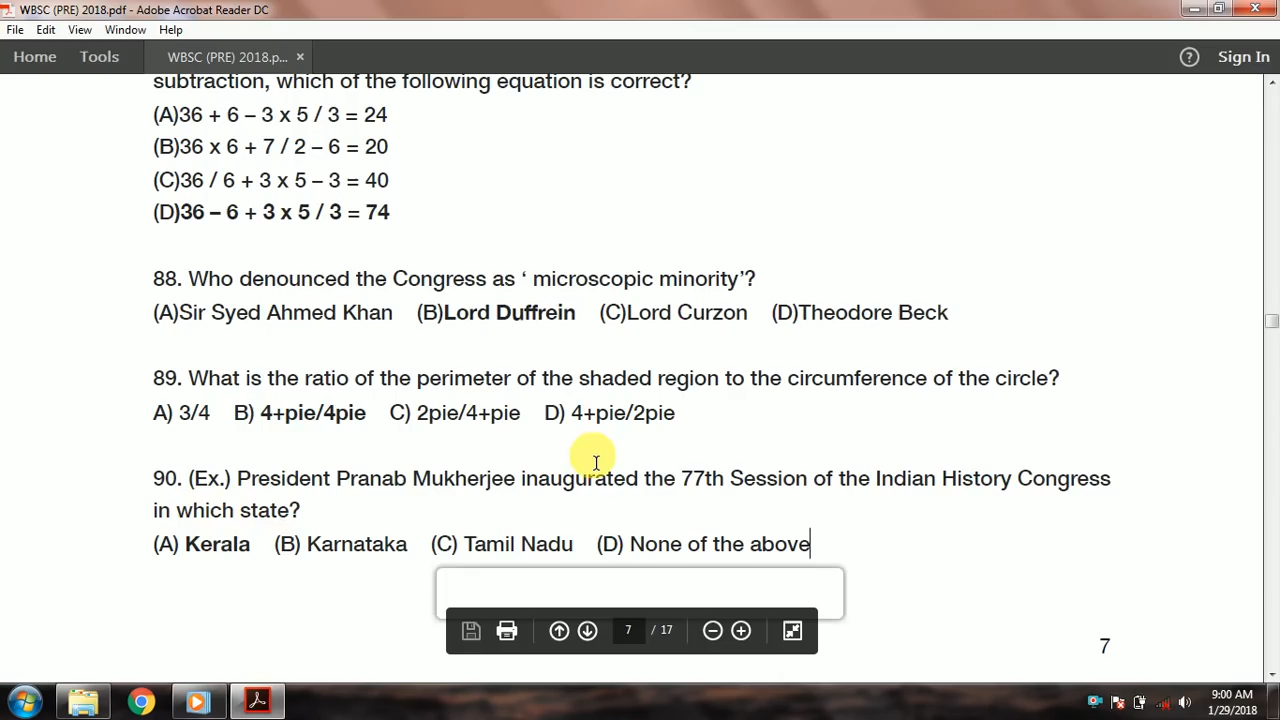 WBSC (PRE) 2018.pdf - Adobe Acrobat Reader DC
File Edit View Window Help
Home Tools WBSC (PRE) 2018.p... × ? Sign In
subtraction, which of the following equation is correct?
(A)36 + 6 – 3 x 5 / 3 = 24
(B)36 x 6 + 7 / 2 – 6 = 20
(C)36 / 6 + 3 x 5 – 3 = 40
(D)36 – 6 + 3 x 5 / 3 = 74
88. Who denounced the Congress as ‘ microscopic minority’?
(A)Sir Syed Ahmed Khan (B)Lord Duffrein (C)Lord Curzon (D)Theodore Beck
89. What is the ratio of the perimeter of the shaded region to the circumference of the circle?
A) 3/4 B) 4+pie/4pie C) 2pie/4+pie D) 4+pie/2pie
90. (Ex.) President Pranab Mukherjee inaugurated the 77th Session of the Indian History Congress
in which state?
(A) Kerala (B) Karnataka (C) Tamil Nadu (D) None of the above
7 / 17
7
9:00 AM
1/29/2018